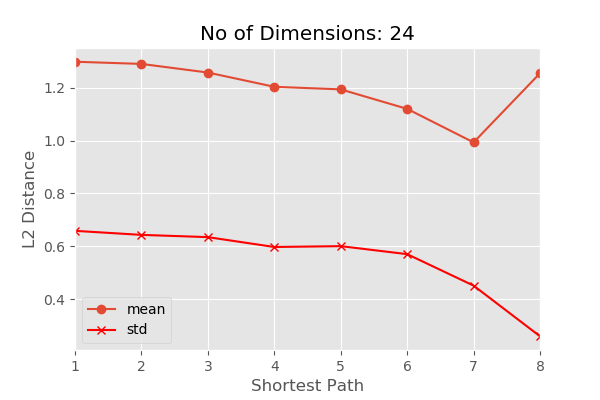 No of Dimensions: 24
L2 Distance
1.2
1.0
0.8
0.6
0.4
mean
std
1 2 3 4 5 6 7 8
Shortest Path